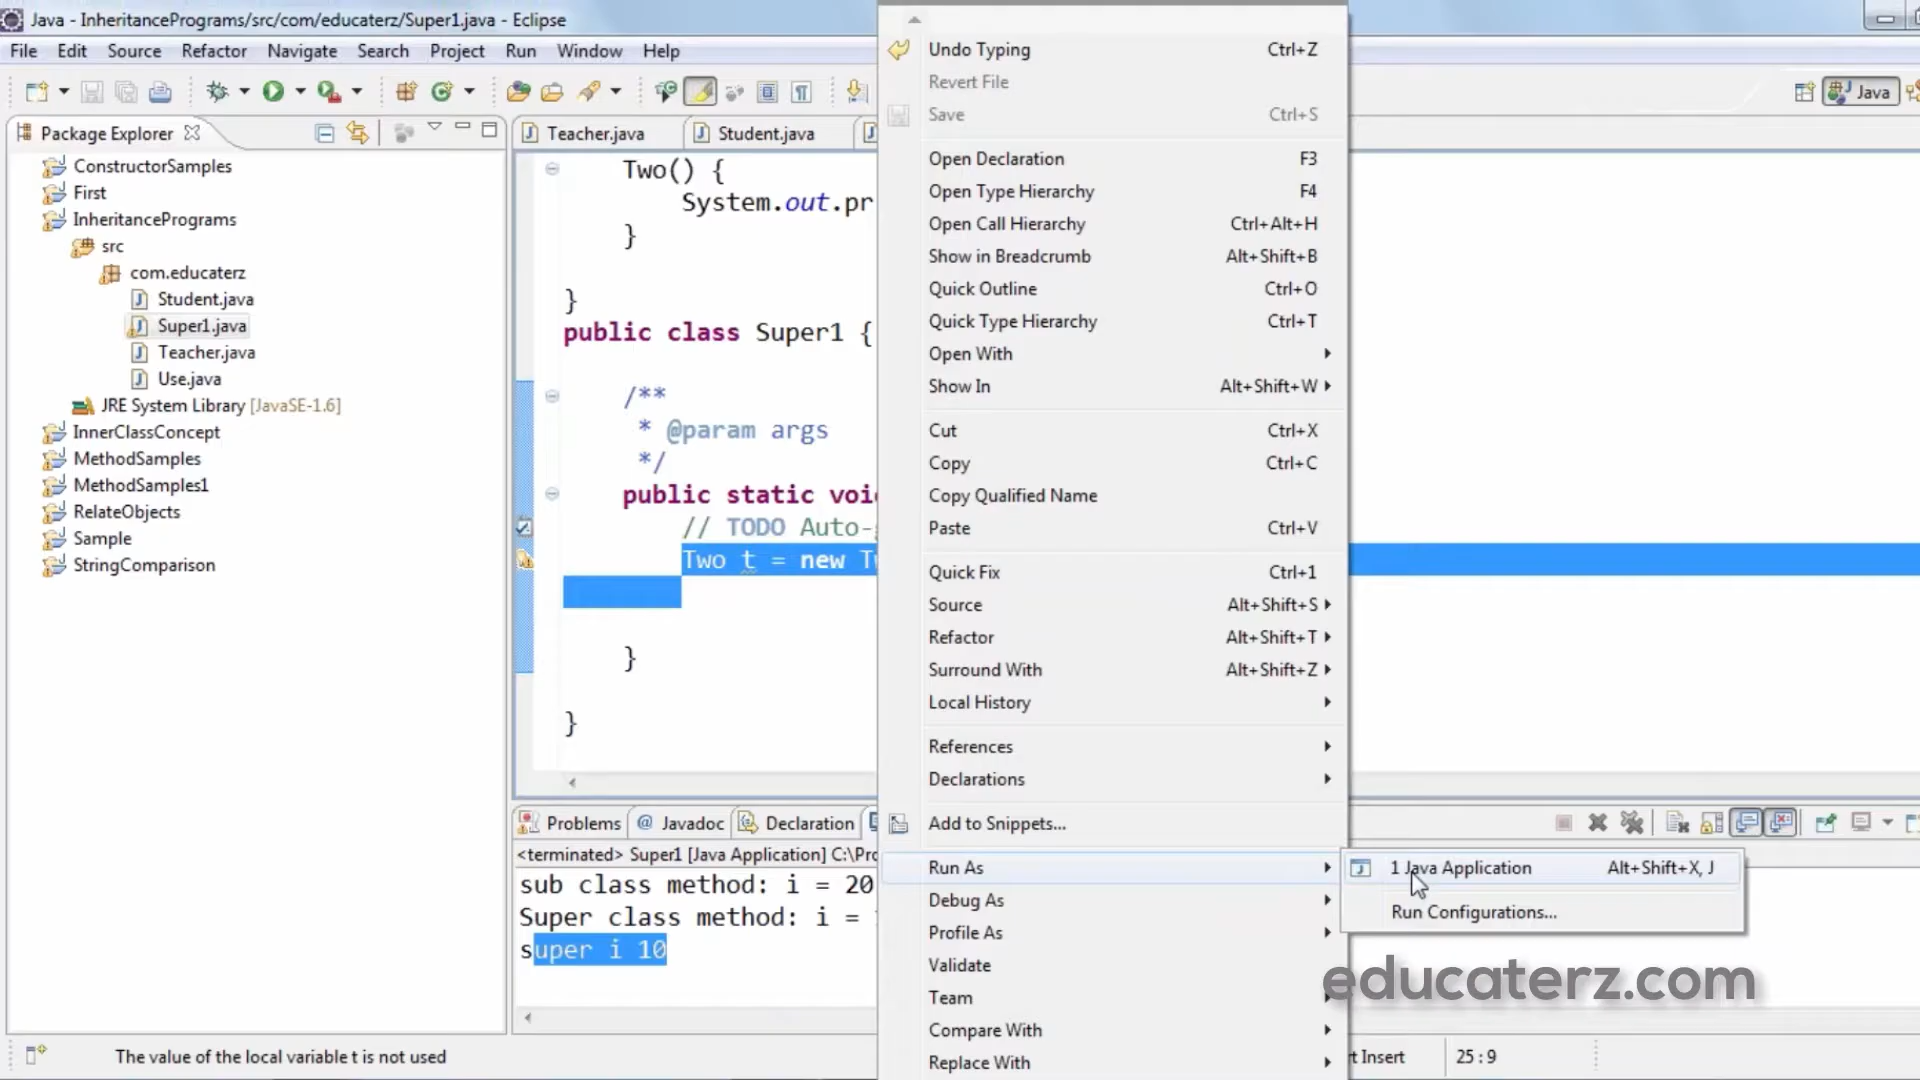 Java - InheritancePrograms/src/com/educaterz/Super1.java - Eclipse
File Edit Source Refactor Navigate Search Project Run Window Help
Java
Package Explorer
ConstructorSamples
First
InheritancePrograms
src
com.educaterz
Student.java
Super1.java
Teacher.java
Use.java
JRE System Library [JavaSE-1.6]
InnerClassConcept
MethodSamples
MethodSamples1
RelateObjects
Sample
StringComparison
Teacher.java Student.java
Two() {
System.out.pr
}
}
public class Super1 {
/**
* @param args
*/
public static void
// TODO Auto-g
Two t = new Tw
}
}
Undo Typing Ctrl+Z
Revert File
Save Ctrl+S
Open Declaration F3
Open Type Hierarchy F4
Open Call Hierarchy Ctrl+Alt+H
Show in Breadcrumb Alt+Shift+B
Quick Outline Ctrl+O
Quick Type Hierarchy Ctrl+T
Open With
Show In Alt+Shift+W
Cut Ctrl+X
Copy Ctrl+C
Copy Qualified Name
Paste Ctrl+V
Quick Fix Ctrl+1
Source Alt+Shift+S
Refactor Alt+Shift+T
Surround With Alt+Shift+Z
Local History
References
Declarations
Add to Snippets...
Run As
Debug As
Profile As
Validate
Team
Compare With
Replace With
1 Java Application Alt+Shift+X, J
Run Configurations...
Problems @ Javadoc Declaration
<terminated> Super1 [Java Application] C:\Pro
sub class method: i = 20
Super class method: i =
super i 10
educaterz.com
The value of the local variable t is not used
rt Insert 25 : 9